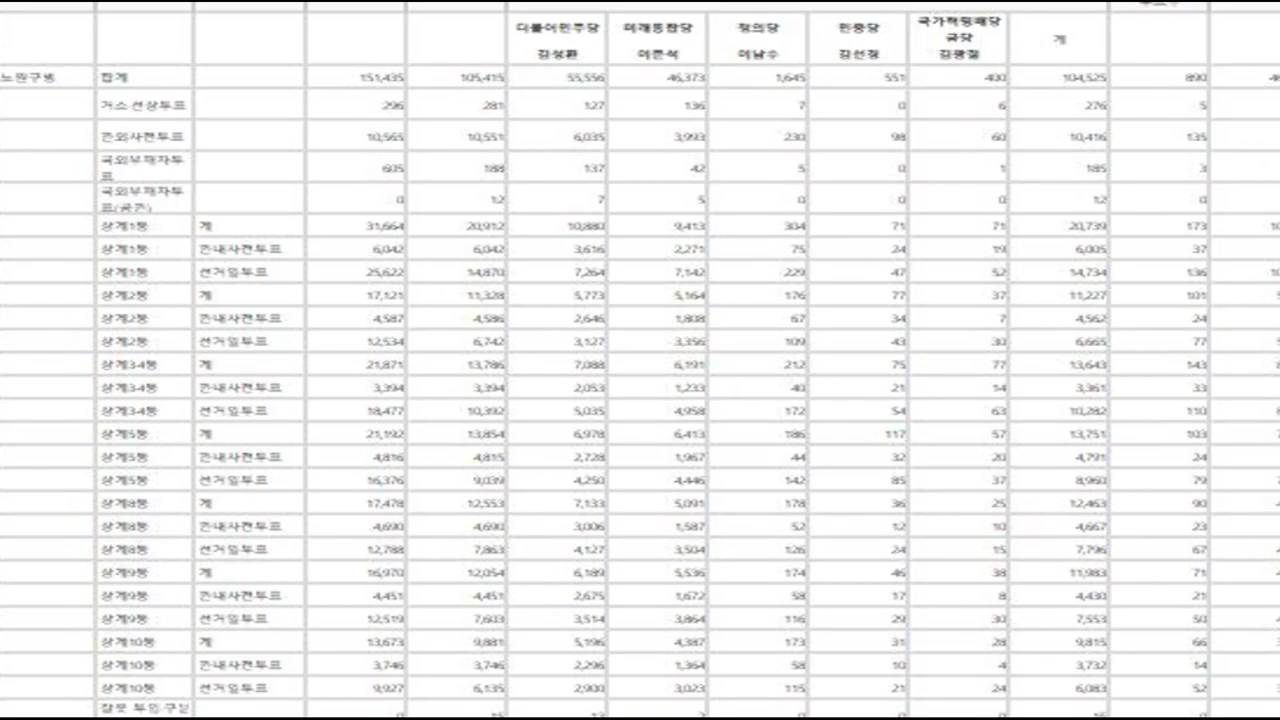 더불어민주당 미래통합당 정의당 민중당 국가혁명배당
금당
김성환 이준석 이남수 김선경 김광철 계
노원구병 합계 151,435 105,415 55,556 46,373 1,645 551 400 104,525 890
거소·선상투표 296 281 127 136 7 0 6 276 5
관외사전투표 10,565 10,551 6,035 3,993 230 98 60 10,416 135
국외부재자투
표 605 188 137 42 5 0 1 185 3
국외부재자투
표(공관) 0 12 7 5 0 0 0 12 0
상계1동 계 31,664 20,912 10,880 9,413 304 71 71 20,739 173
상계1동 관내사전투표 6,042 6,042 3,616 2,271 75 24 19 6,005 37
상계1동 선거일투표 25,622 14,870 7,264 7,142 229 47 52 14,734 136
상계2동 계 17,121 11,328 5,773 5,164 176 77 37 11,227 101
상계2동 관내사전투표 4,587 4,586 2,646 1,808 67 34 7 4,562 24
상계2동 선거일투표 12,534 6,742 3,127 3,356 109 43 30 6,665 77
상계3·4동 계 21,871 13,786 7,088 6,191 212 75 77 13,643 143
상계3·4동 관내사전투표 3,394 3,394 2,053 1,233 40 21 14 3,361 33
상계3·4동 선거일투표 18,477 10,392 5,035 4,958 172 54 63 10,282 110
상계5동 계 21,192 13,854 6,978 6,413 186 117 57 13,751 103
상계5동 관내사전투표 4,816 4,815 2,728 1,967 44 32 20 4,791 24
상계5동 선거일투표 16,376 9,039 4,250 4,446 142 85 37 8,960 79
상계8동 계 17,478 12,553 7,133 5,091 178 36 25 12,463 90
상계8동 관내사전투표 4,690 4,690 3,006 1,587 52 12 10 4,667 23
상계8동 선거일투표 12,788 7,863 4,127 3,504 126 24 15 7,796 67
상계9동 계 16,970 12,054 6,189 5,536 174 46 38 11,983 71
상계9동 관내사전투표 4,451 4,451 2,675 1,672 58 17 8 4,430 21
상계9동 선거일투표 12,519 7,603 3,514 3,864 116 29 30 7,553 50
상계10동 계 13,673 9,881 5,196 4,387 173 31 28 9,815 66
상계10동 관내사전투표 3,746 3,746 2,296 1,364 58 10 4 3,732 14
상계10동 선거일투표 9,927 6,135 2,900 3,023 115 21 24 6,083 52
잘못 투입·구분